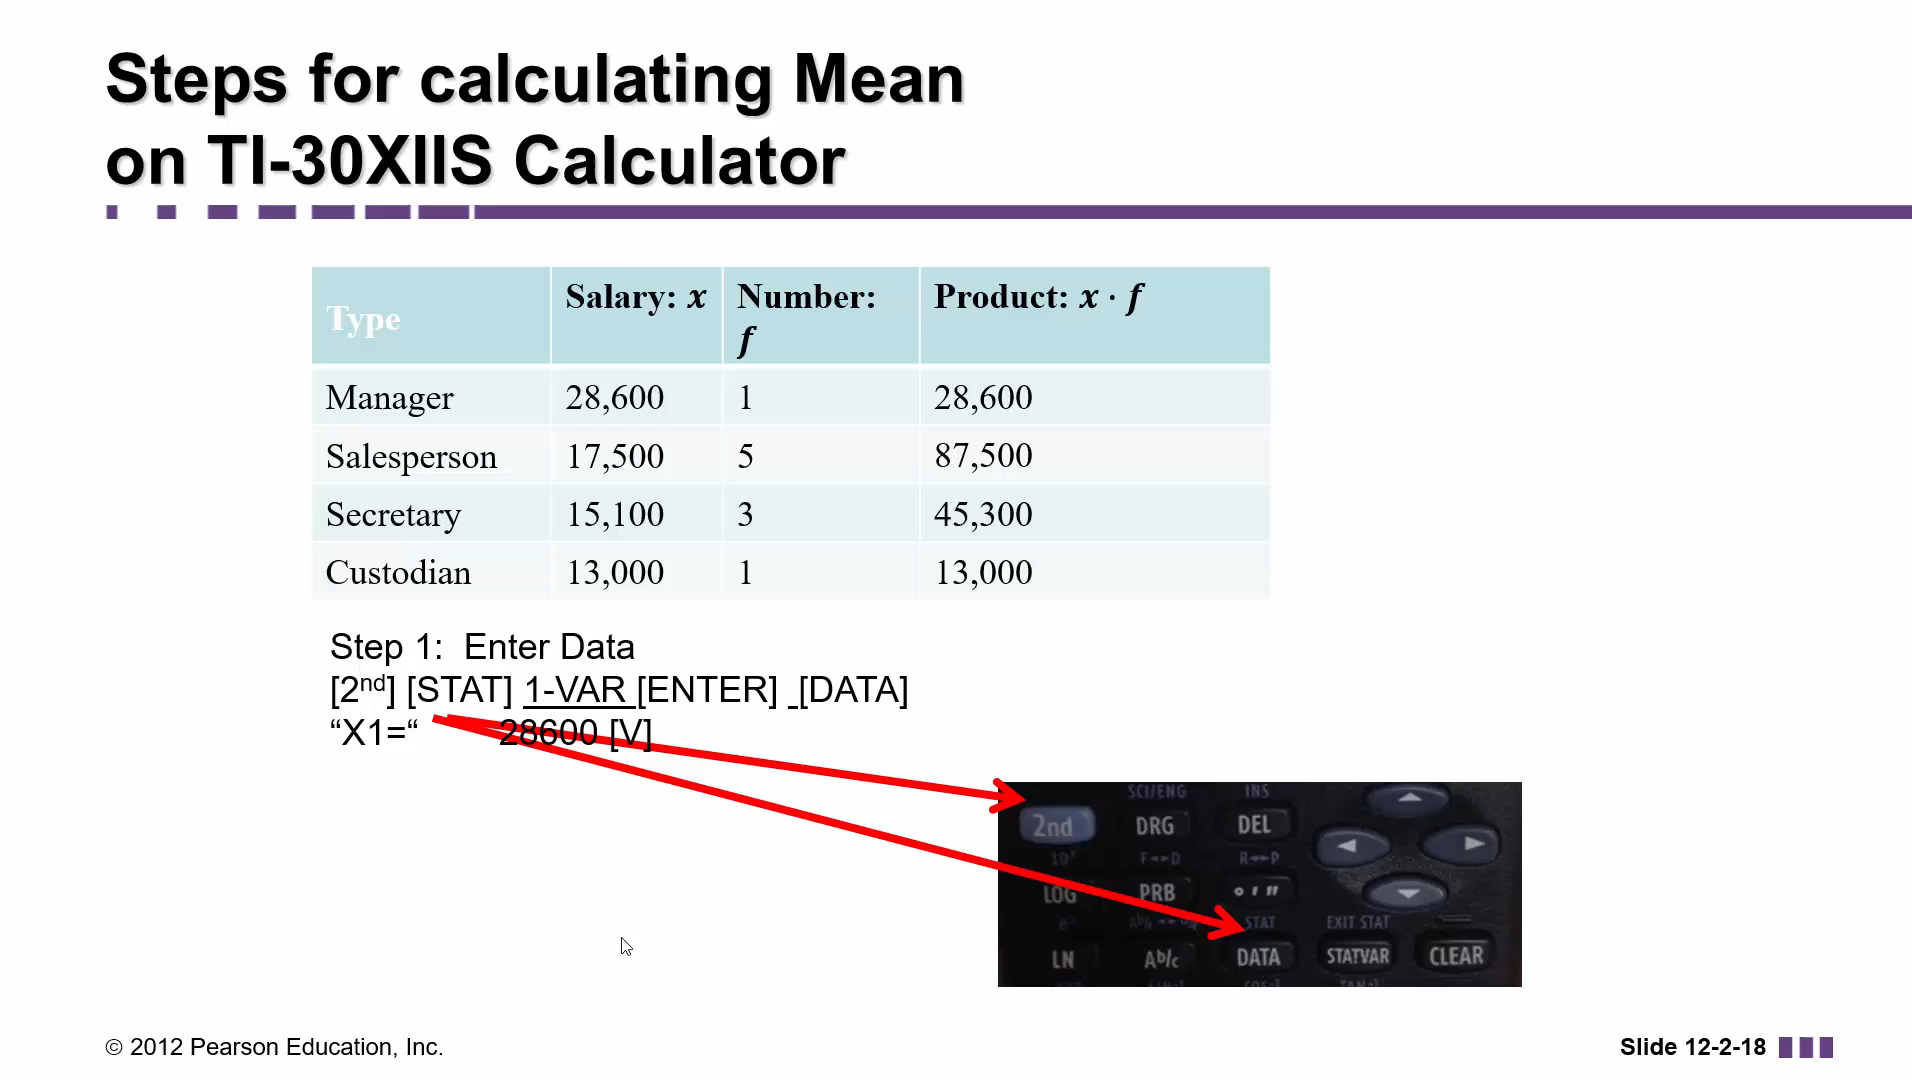 Steps for calculating Mean
on TI-30XIIS Calculator
Type
Salary: x
Number:
f
Product: x · f
Manager 28,600 1 28,600
Salesperson 17,500 5 87,500
Secretary 15,100 3 45,300
Custodian 13,000 1 13,000
Step 1: Enter Data
[2nd] [STAT] 1-VAR [ENTER] [DATA]
“X1=“ 28600 [V]
SCI/ENG INS
2nd DRG DEL
10ˣ F◄►D R◄►P
LOG PRB ° ' "
STAT EXIT STAT
LN Ab/c DATA STATVAR CLEAR
© 2012 Pearson Education, Inc.
Slide 12-2-18